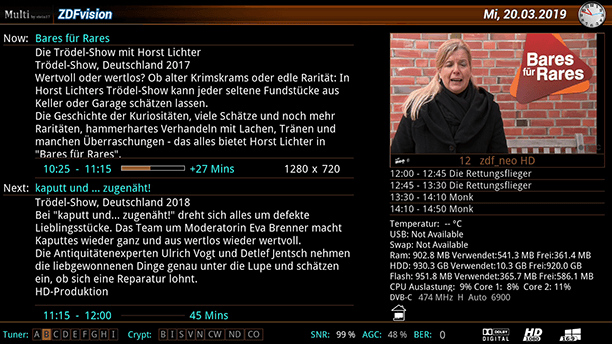 Multi by stein17 ZDFvision
Mi, 20.03.2019
Now: Bares für Rares
Die Trödel-Show mit Horst Lichter
Trödel-Show, Deutschland 2017
Wertvoll oder wertlos? Ob alter Krimskrams oder edle Rarität: In
Horst Lichters Trödel-Show kann jeder seltene Fundstücke aus
Keller oder Garage schätzen lassen.
Die Geschichte der Kuriositäten, viele Schätze und noch mehr
Raritäten, hammerhartes Verhandeln mit Lachen, Tränen und
manchen Überraschungen - das alles bietet Horst Lichter in
"Bares für Rares".
10:25 - 11:15 +27 Mins 1280 x 720
Next: kaputt und ... zugenäht!
Trödel-Show, Deutschland 2018
Bei "kaputt und... zugenäht!" dreht sich alles um defekte
Lieblingsstücke. Das Team um Moderatorin Eva Brenner macht
Kaputtes wieder ganz und aus wertlos wieder wertvoll.
Die Antiquitätenexperten Ulrich Vogt und Detlef Jentsch nehmen
die liebgewonnenen Dinge genau unter die Lupe und schätzen
ein, ob sich eine Reparatur lohnt.
HD-Produktion
11:15 - 12:00 45 Mins
Bares
für Rares
12 zdf_neo HD
12:00 - 12:45 Die Rettungsflieger
12:45 - 13:30 Die Rettungsflieger
13:30 - 14:10 Monk
14:10 - 14:50 Monk
Temperatur: -- °C
USB: Not Available
Swap: Not Available
Ram: 902.8 MB Verwendet:541.3 MB Frei:361.4 MB
HDD: 930.3 GB Verwendet:10.3 GB Frei:920.0 GB
Flash: 951.8 MB Verwendet:365.7 MB Frei:586.1 MB
CPU Auslastung: 9% Core 1: 8% Core 2: 11%
DVB-C 474 MHz H Auto 6900
Tuner: A B C D E F G H I Crypt: B I S V N CW ND CO SNR: 99 % AGC: 48 % BER: 0 DOLBY DIGITAL HD 1080 16:9